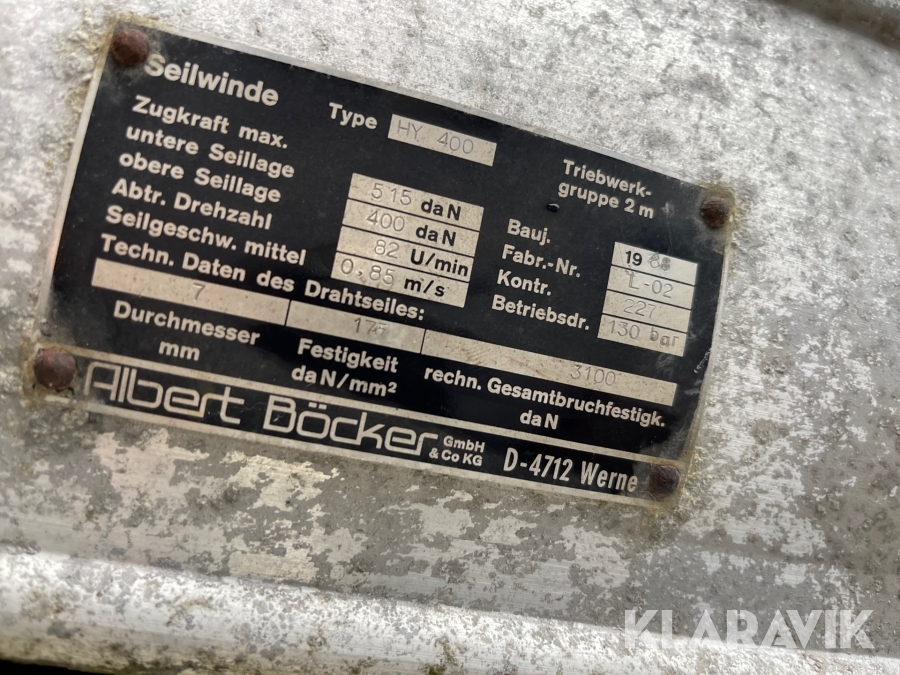 Seilwinde
Type HY 400
Triebwerk-
gruppe 2 m
Zugkraft max.
untere Seillage 515 daN
obere Seillage 400 daN
Abtr. Drehzahl 82 U/min
Seilgeschw. mittel 0,85 m/s
Bauj. 19
Fabr.-Nr. L-02
Kontr. 227
Betriebsdr. 130 bar
Techn. Daten des Drahtseiles:
7 3100
Durchmesser
mm
Festigkeit
daN/mm²
rechn. Gesamtbruchfestigk.
daN
Albert Böcker GmbH
& Co KG
D-4712 Werne
KLARAVIK